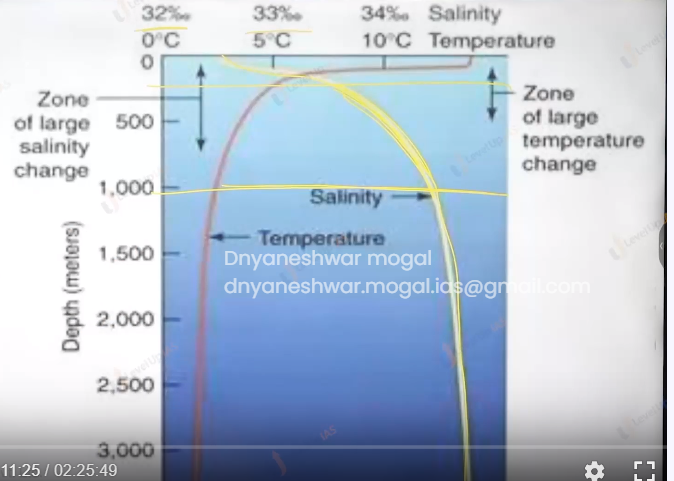 32‰ 33‰ 34‰ Salinity
0°C 5°C 10°C Temperature
0
Zone
of large
salinity
change
Zone
of large
temperature
change
500
1,000
Salinity
Temperature
1,500
Dnyaneshwar mogal
dnyaneshwar.mogal.ias@gmail.com
Depth (meters)
2,000
2,500
3,000
IAS
11:25 / 02:25:49